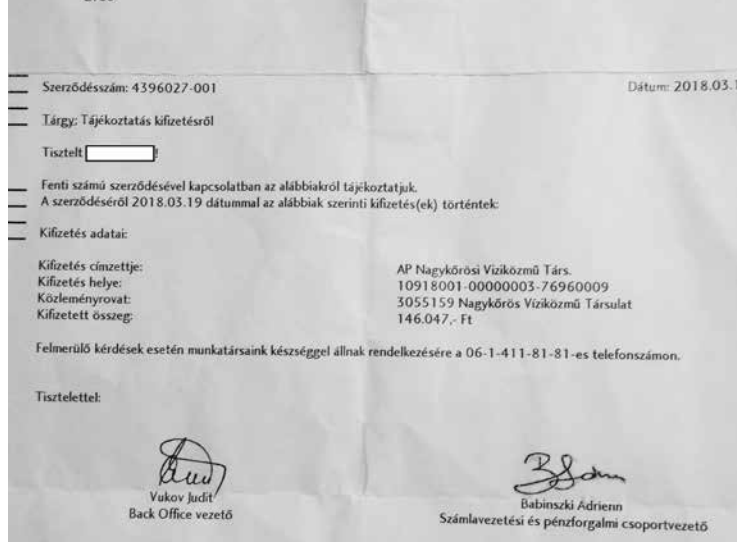 Szerződésszám: 4396027-001
Dátum: 2018.03.1
Tárgy: Tájékoztatás kifizetésről
Tisztelt !
Fenti számú szerződésével kapcsolatban az alábbiakról tájékoztatjuk.
A szerződéséről 2018.03.19 dátummal az alábbiak szerinti kifizetés(ek) történtek:
Kifizetés adatai:
Kifizetés címzettje: AP Nagykőrösi Viziközmű Társ.
Kifizetés helye: 10918001-00000003-76960009
Közleményrovat: 3055159 Nagykőrös Víziközmű Társulat
Kifizetett összeg: 146.047,- Ft
Felmerülő kérdések esetén munkatársaink készséggel állnak rendelkezésére a 06-1-411-81-81-es telefonszámon.
Tisztelettel:
Vukov Judit
Back Office vezető
Babinszki Adrienn
Számlavezetési és pénzforgalmi csoportvezető